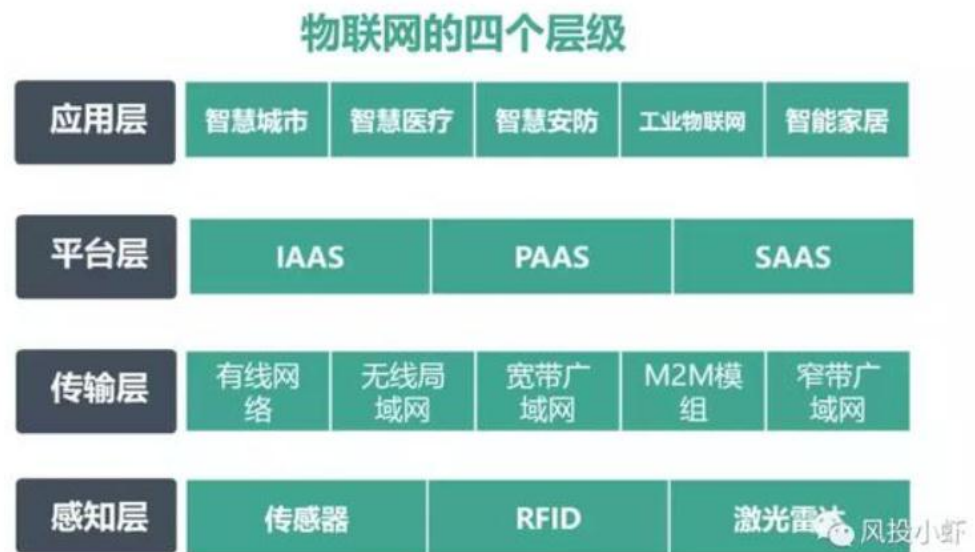 物联网的四个层级
应用层
智慧城市
智慧医疗
智慧安防
工业物联网
智能家居
平台层
IAAS
PAAS
SAAS
传输层
有线网
络
无线局
域网
宽带广
域网
M2M模
组
窄带广
域网
感知层
传感器
RFID
激光雷达
风投小虾